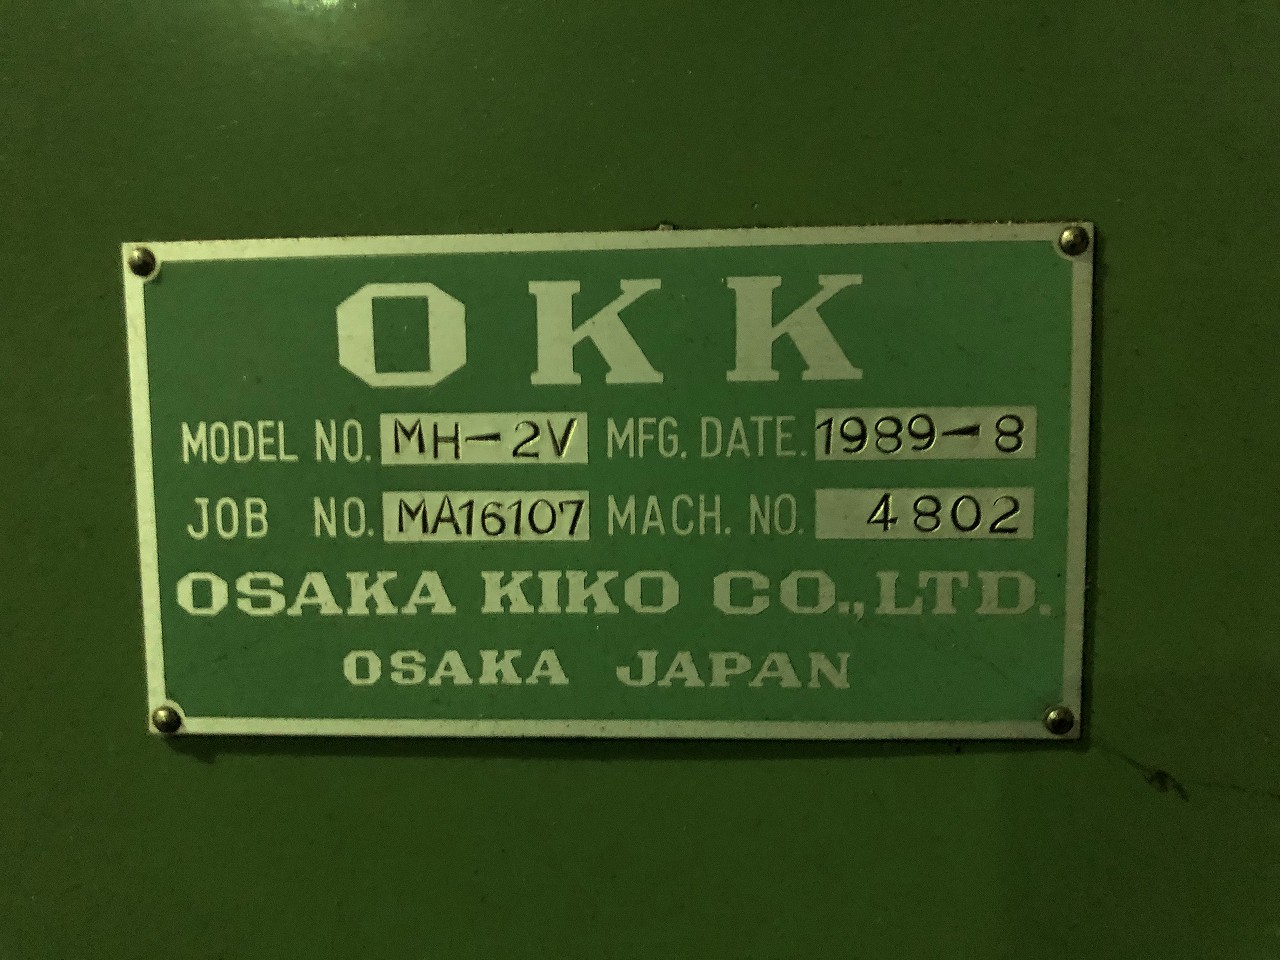 OKK
MODEL NO. MH-2V MFG. DATE. 1989-8
JOB NO. MA16107 MACH. NO. 4802
OSAKA KIKO CO., LTD.
OSAKA JAPAN